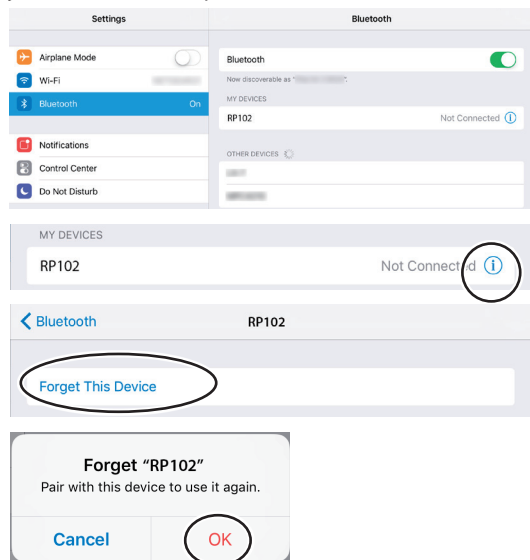 Settings
Bluetooth
Airplane Mode
Wi-Fi
Bluetooth On
Notifications
Control Center
Do Not Disturb
Bluetooth
Now discoverable as "
MY DEVICES
RP102 Not Connected
OTHER DEVICES
MY DEVICES
RP102 Not Connected
Bluetooth RP102
Forget This Device
Forget “RP102”
Pair with this device to use it again.
Cancel OK